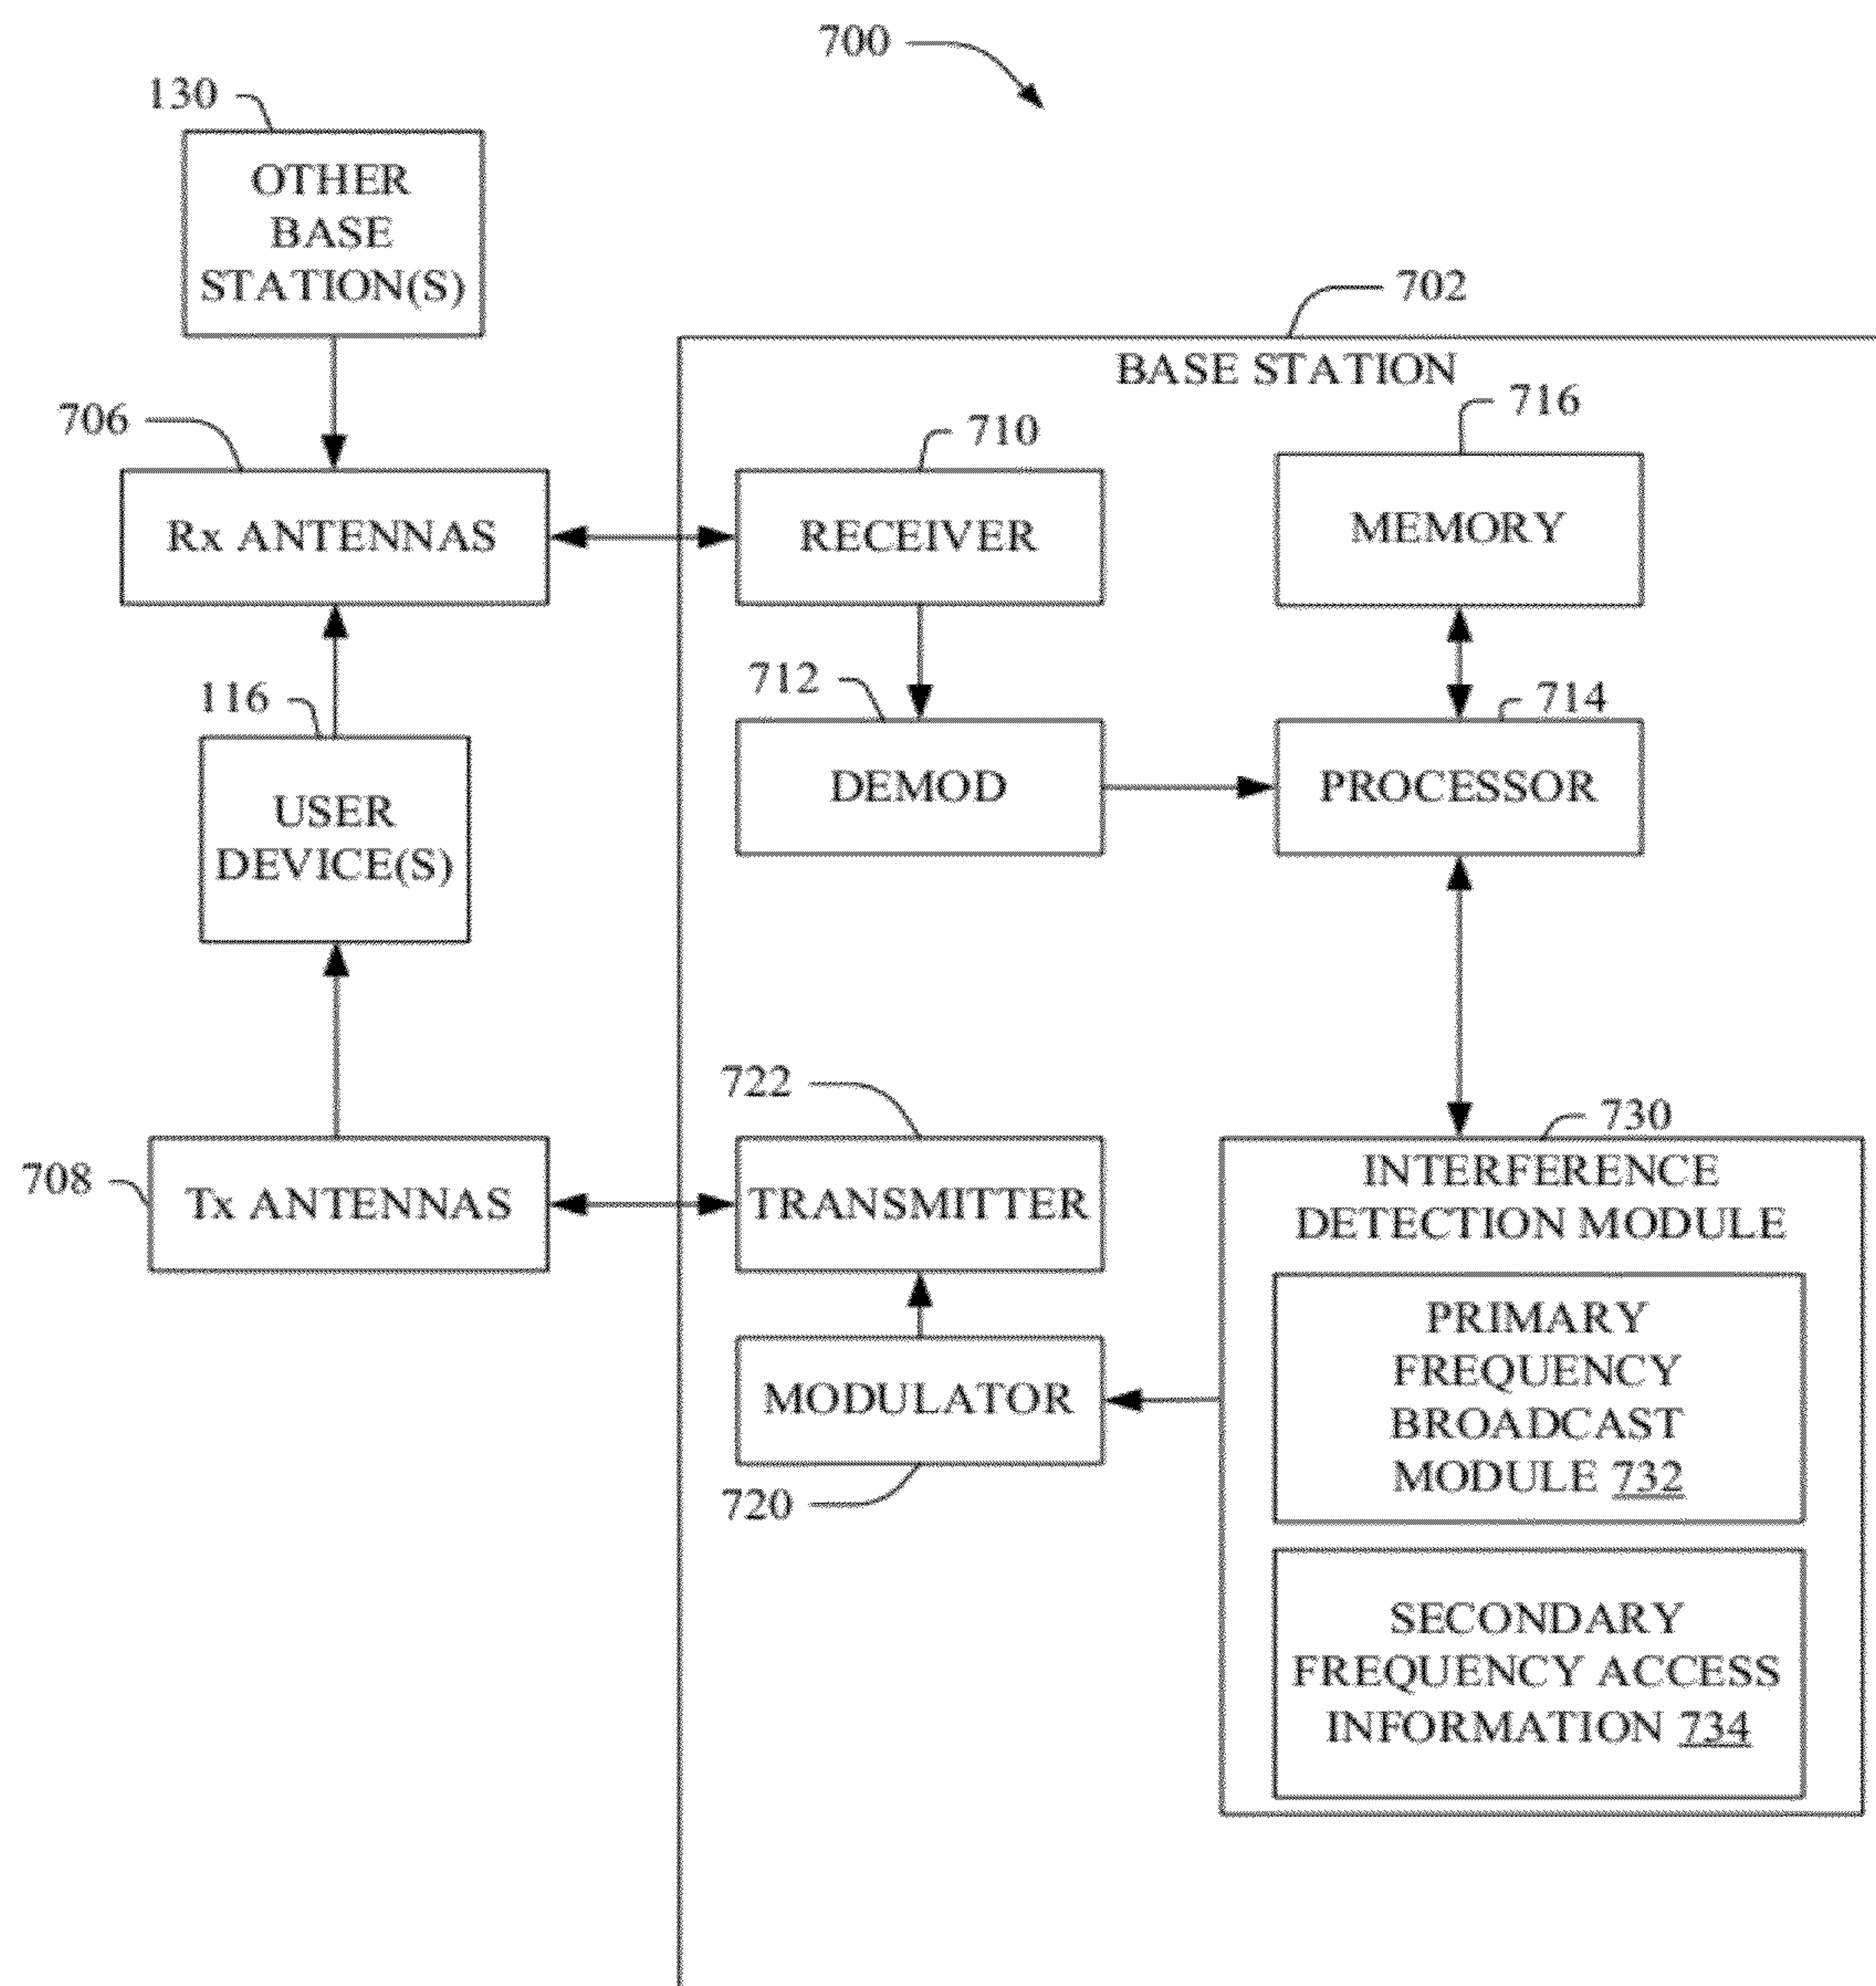 700
130
OTHER
BASE
STATION(S)
702
BASE STATION
706
Rx ANTENNAS
710
RECEIVER
716
MEMORY
712
DEMOD
714
PROCESSOR
116
USER
DEVICE(S)
708
Tx ANTENNAS
722
TRANSMITTER
MODULATOR
720
730
INTERFERENCE
DETECTION MODULE
PRIMARY
FREQUENCY
BROADCAST
MODULE 732
SECONDARY
FREQUENCY ACCESS
INFORMATION 734